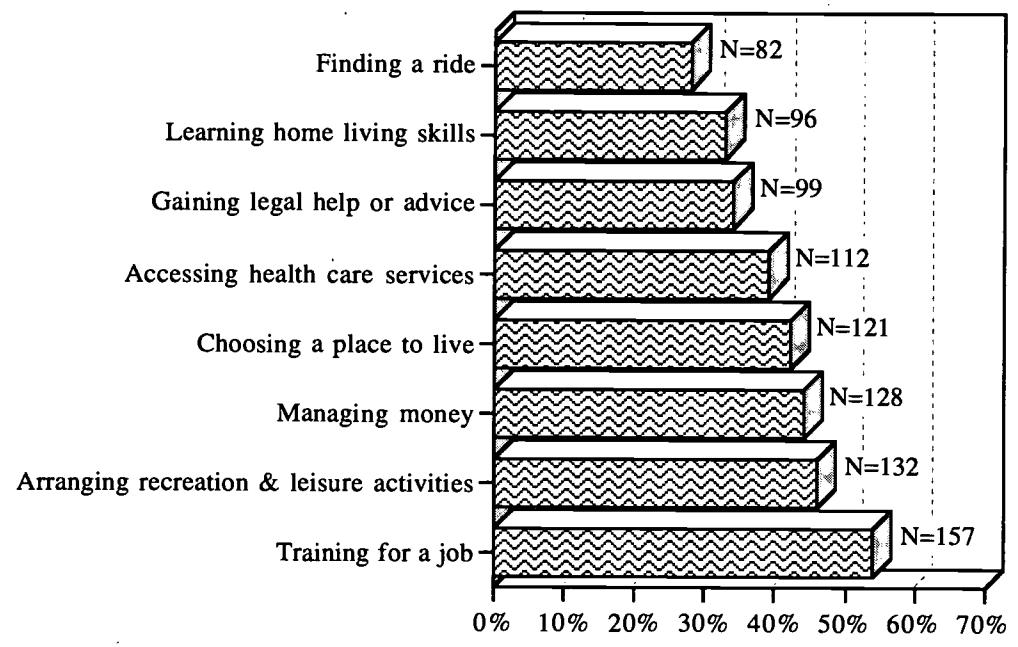 Finding a ride
N=82
Learning home living skills
N=96
Gaining legal help or advice
N=99
Accessing health care services
N=112
Choosing a place to live
N=121
Managing money
N=128
Arranging recreation & leisure activities
N=132
Training for a job
N=157
0% 10% 20% 30% 40% 50% 60% 70%